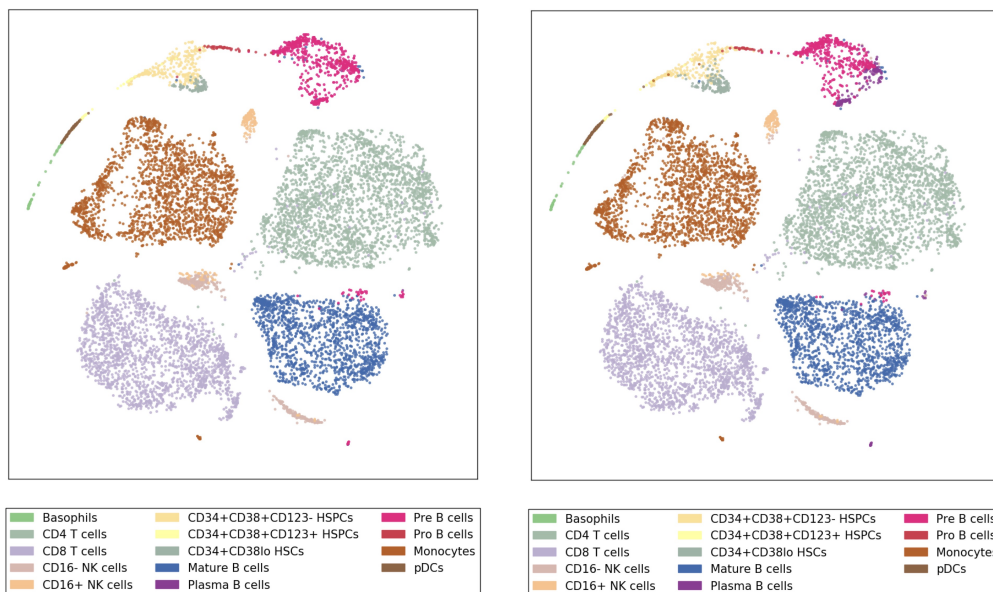 Basophils
CD4 T cells
CD8 T cells
CD16- NK cells
CD16+ NK cells
CD34+CD38+CD123- HSPCs
CD34+CD38+CD123+ HSPCs
CD34+CD38lo HSCs
Mature B cells
Plasma B cells
Pre B cells
Pro B cells
Monocytes
pDCs
Basophils
CD4 T cells
CD8 T cells
CD16- NK cells
CD16+ NK cells
CD34+CD38+CD123- HSPCs
CD34+CD38+CD123+ HSPCs
CD34+CD38lo HSCs
Mature B cells
Plasma B cells
Pre B cells
Pro B cells
Monocytes
pDCs